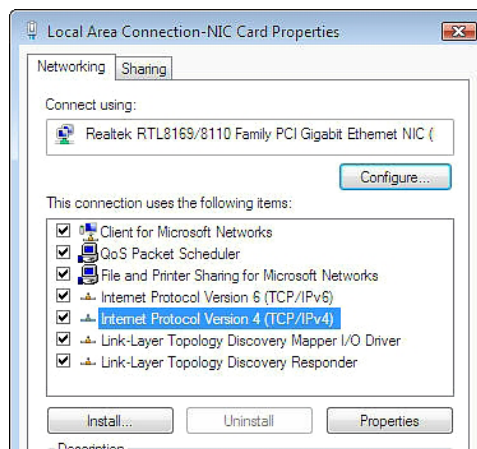 Local Area Connection-NIC Card Properties
Networking Sharing
Connect using:
Realtek RTL8169/8110 Family PCI Gigabit Ethernet NIC (
Configure...
This connection uses the following items:
Client for Microsoft Networks
QoS Packet Scheduler
File and Printer Sharing for Microsoft Networks
Internet Protocol Version 6 (TCP/IPv6)
Internet Protocol Version 4 (TCP/IPv4)
Link-Layer Topology Discovery Mapper I/O Driver
Link-Layer Topology Discovery Responder
Install... Uninstall Properties
Description